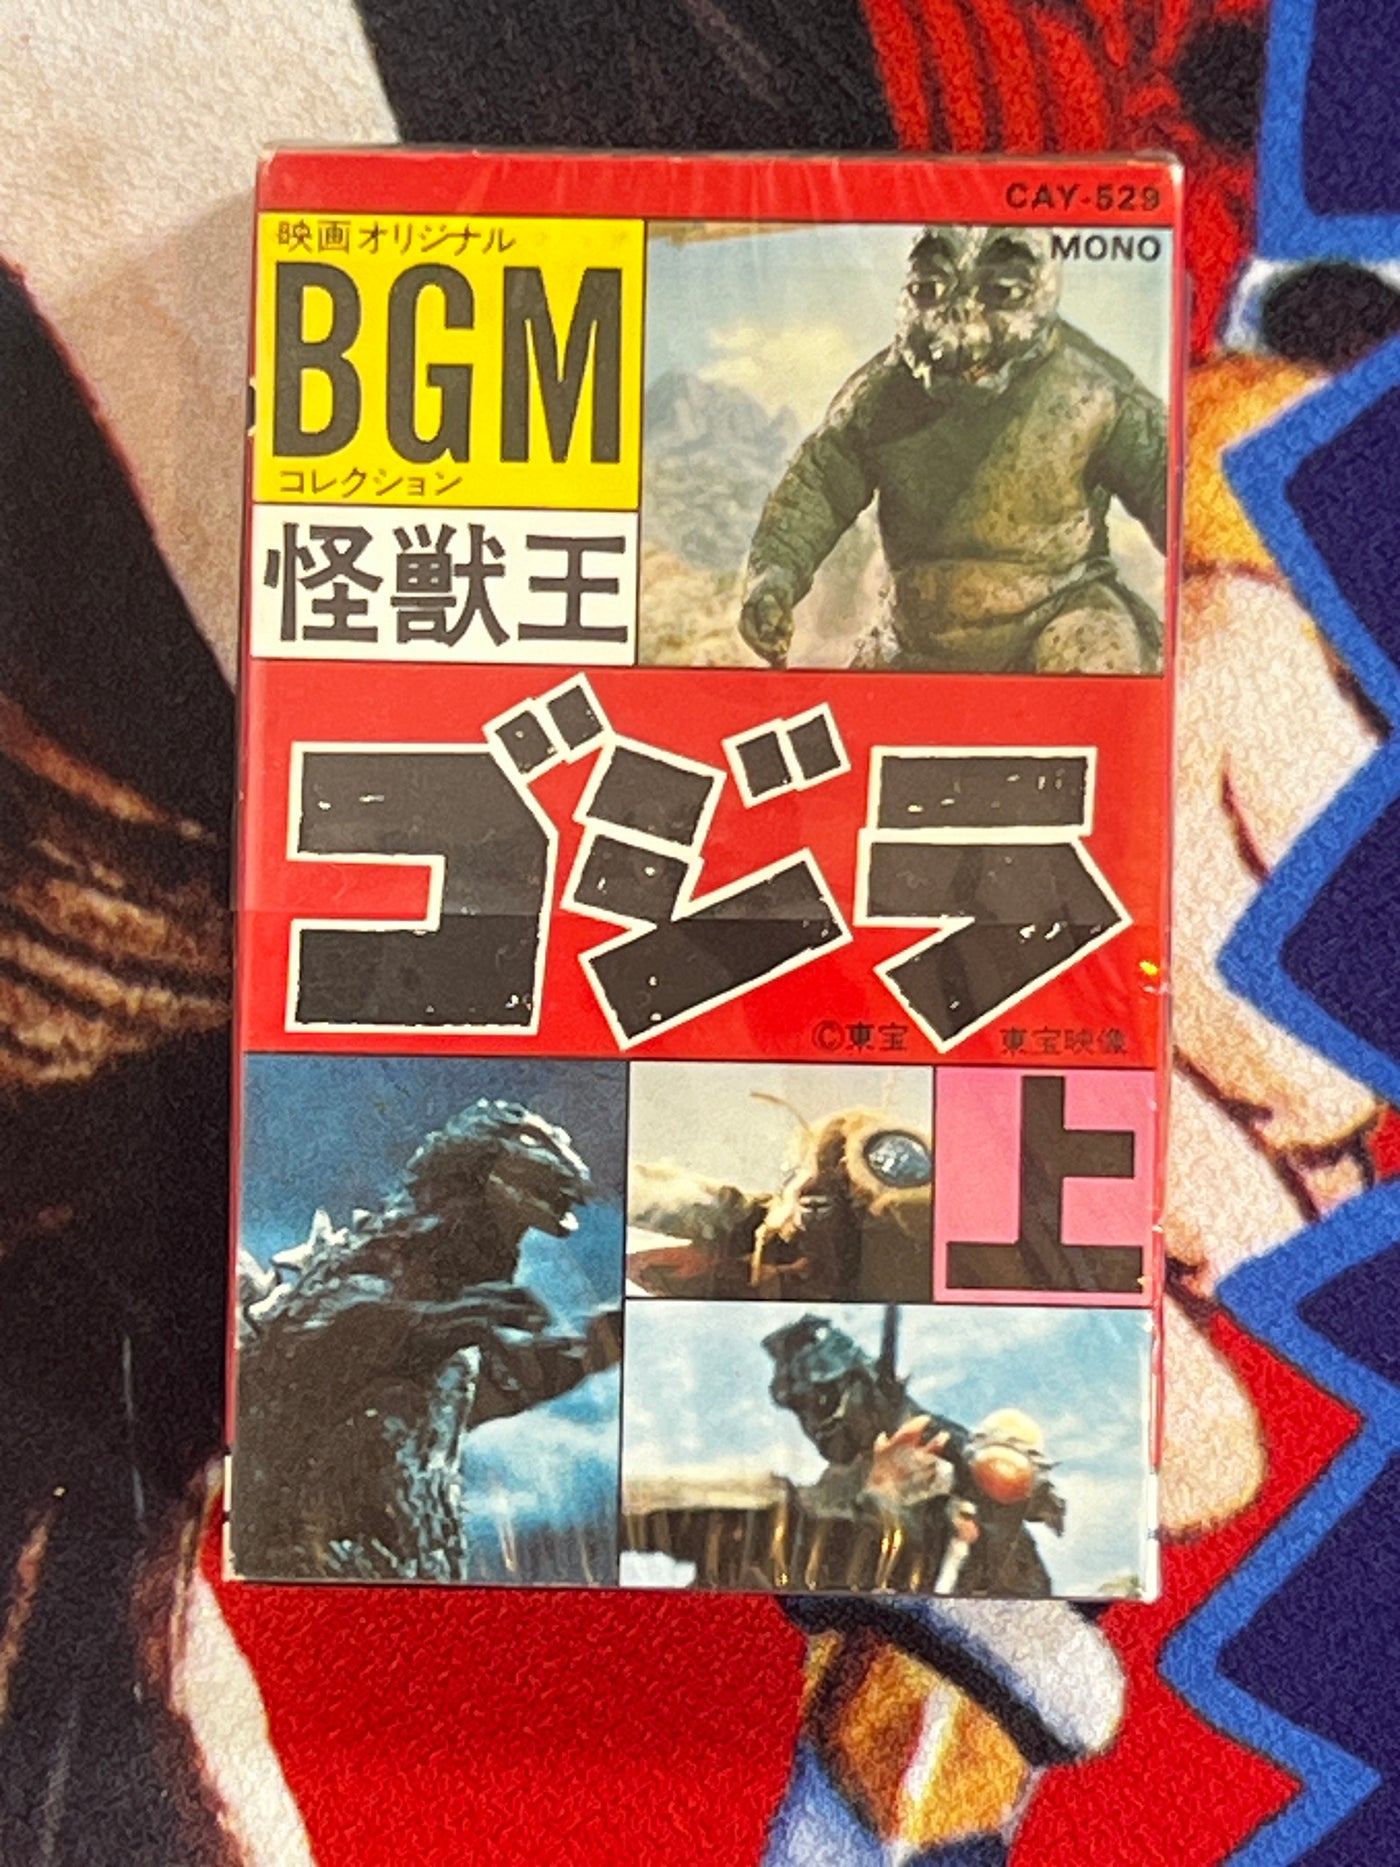 CAY-529
MONO
映画オリジナル
BGM
コレクション
怪獣王
ゴジラ
©東宝 東宝映像
上